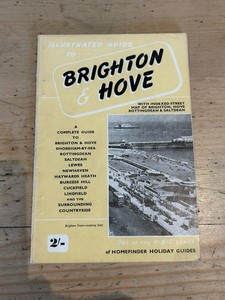 ILLUSTRATED GUIDE
TO
BRIGHTON
& HOVE
WITH INDEXED STREET
MAP OF BRIGHTON, HOVE
ROTTINGDEAN & SALTDEAN
A
COMPLETE GUIDE
TO
BRIGHTON & HOVE
SHOREHAM-BY-SEA
ROTTINGDEAN
SALTDEAN
LEWES
NEWHAVEN
HAYWARDS HEATH
BURGESS HILL
CUCKFIELD
LINDFIELD
AND THE
SURROUNDING
COUNTRYSIDE
2/-
of HOMEFINDER HOLIDAY GUIDES